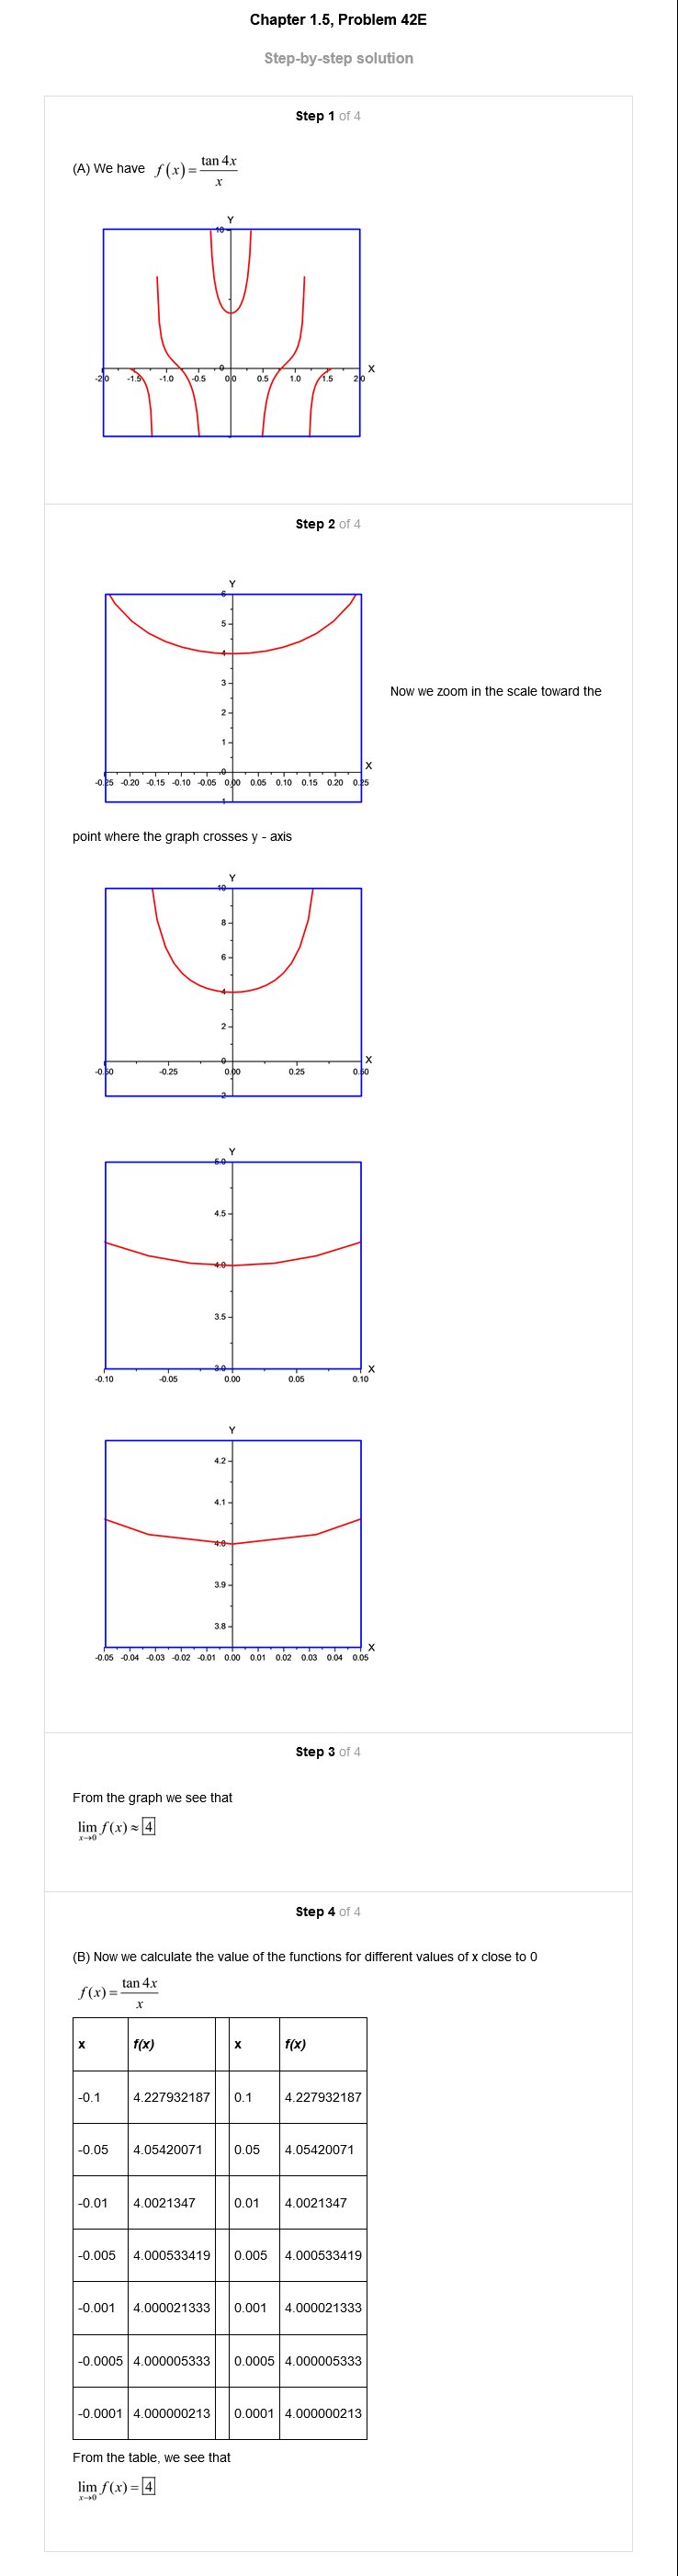 Chapter 1.5, Problem 42E
Step-by-step solution
Step 1 of 4
(A) We have f(x) = tan 4x / x
Y
10
0
X
-2.0 -1.5 -1.0 -0.5 0.0 0.5 1.0 1.5 2.0
Step 2 of 4
Y
6
5
4
3
2
1
0
X
-0.25 -0.20 -0.15 -0.10 -0.05 0.00 0.05 0.10 0.15 0.20 0.25
1
Now we zoom in the scale toward the
point where the graph crosses y - axis
Y
10
8
6
4
2
0
X
-0.50 -0.25 0.00 0.25 0.50
2
Y
5.0
4.5
4.0
3.5
3.0
X
-0.10 -0.05 0.00 0.05 0.10
Y
4.2
4.1
4.0
3.9
3.8
X
-0.05 -0.04 -0.03 -0.02 -0.01 0.00 0.01 0.02 0.03 0.04 0.05
Step 3 of 4
From the graph we see that
lim x→0 f(x) ≈ 4
Step 4 of 4
(B) Now we calculate the value of the functions for different values of x close to 0
f(x) = tan 4x / x
x f(x) x f(x)
-0.1 4.227932187 0.1 4.227932187
-0.05 4.05420071 0.05 4.05420071
-0.01 4.0021347 0.01 4.0021347
-0.005 4.000533419 0.005 4.000533419
-0.001 4.000021333 0.001 4.000021333
-0.0005 4.000005333 0.0005 4.000005333
-0.0001 4.000000213 0.0001 4.000000213
From the table, we see that
lim x→0 f(x) = 4